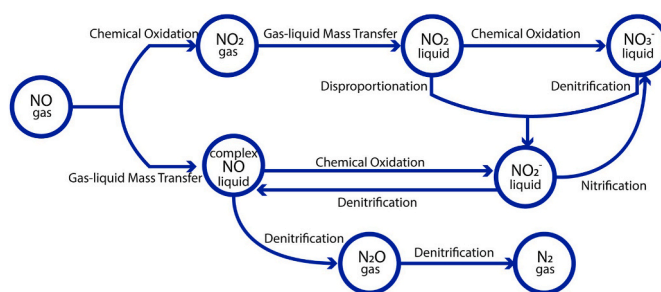 Chemical Oxidation
NO₂
gas
Gas-liquid Mass Transfer
NO₂
liquid
Chemical Oxidation
NO₃⁻
liquid
Disproportionation
Denitrification
NO
gas
Gas-liquid Mass Transfer
complex
NO
liquid
Chemical Oxidation
Denitrification
NO₂⁻
liquid
Nitrification
Denitrification
N₂O
gas
Denitrification
N₂
gas